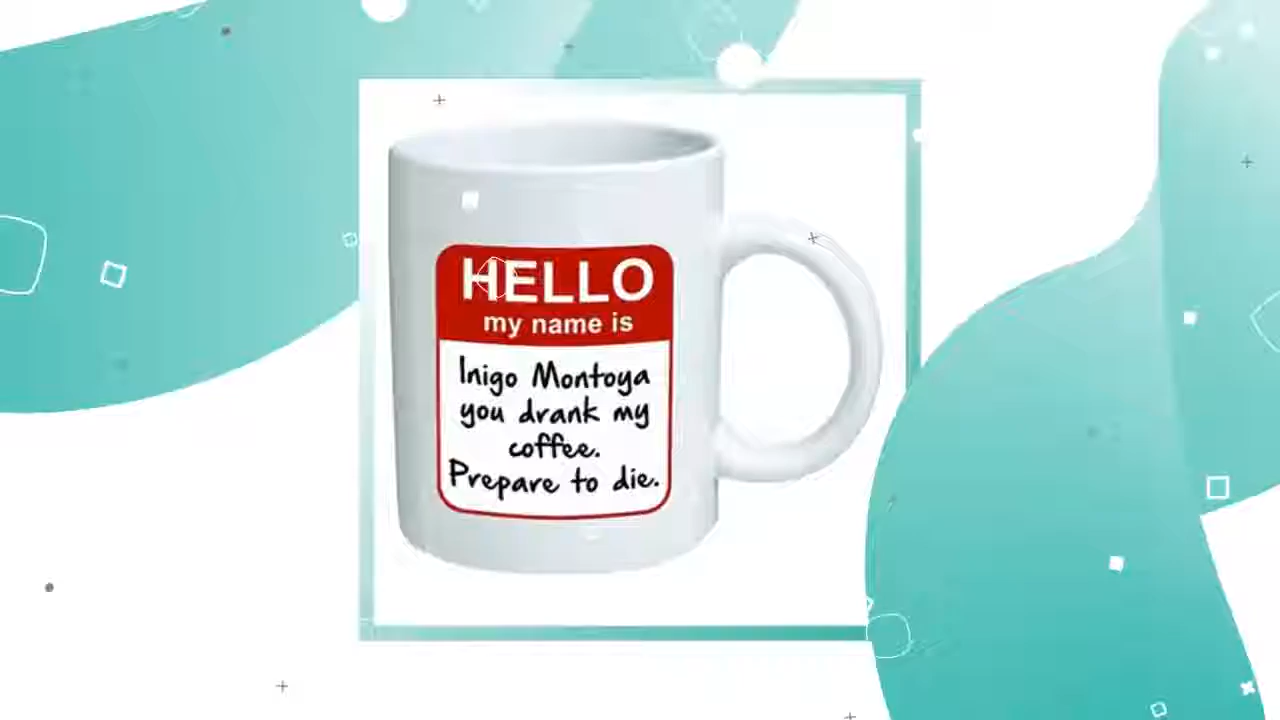 HELLO
my name is
Inigo Montoya
you drank my
coffee.
Prepare to die.